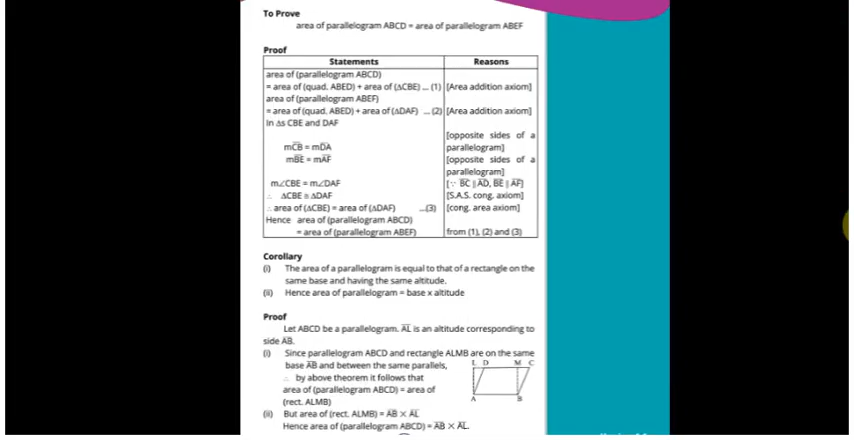 To Prove
area of parallelogram ABCD = area of parallelogram ABEF
Proof
Statements Reasons
area of (parallelogram ABCD)
= area of (quad. ABED) + area of (∆CBE) ... (1) [Area addition axiom]
area of (parallelogram ABEF)
= area of (quad. ABED) + area of (∆DAF) ... (2) [Area addition axiom]
In ∆s CBE and DAF
[opposite sides of a
mC̅B̅ = mD̅A̅ parallelogram]
mB̅E̅ = mA̅F̅ [opposite sides of a
parallelogram]
m∠CBE = m∠DAF [∵ B̅C̅ ∥ A̅D̅, B̅E̅ ∥ A̅F̅]
∴ ∆CBE ≅ ∆DAF [S.A.S. cong. axiom]
∴ area of (∆CBE) = area of (∆DAF) ...(3) [cong. area axiom]
Hence area of (parallelogram ABCD)
= area of (parallelogram ABEF) from (1), (2) and (3)
Corollary
(i) The area of a parallelogram is equal to that of a rectangle on the
same base and having the same altitude.
(ii) Hence area of parallelogram = base x altitude
Proof
Let ABCD be a parallelogram. A̅L̅ is an altitude corresponding to
side A̅B̅.
(i) Since parallelogram ABCD and rectangle ALMB are on the same
base A̅B̅ and between the same parallels,
∴ by above theorem it follows that
area of (parallelogram ABCD) = area of
(rect. ALMB)
L D M C
A B
(ii) But area of (rect. ALMB) = A̅B̅ × A̅L̅
Hence area of (parallelogram ABCD) = A̅B̅ × A̅L̅.